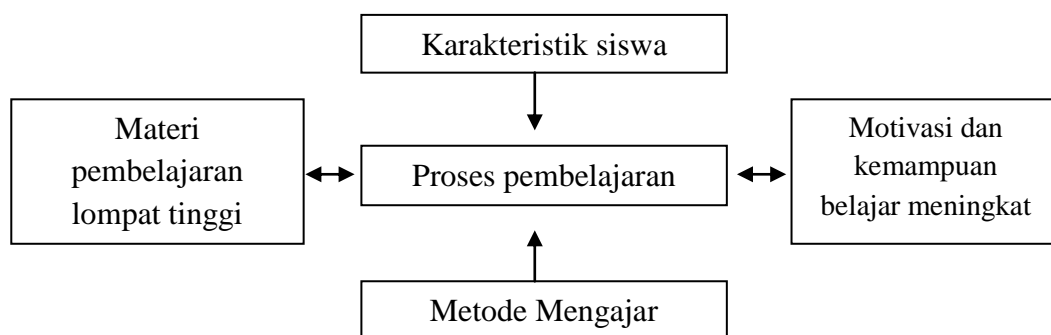 Karakteristik siswa
Materi
pembelajaran
lompat tinggi
Proses pembelajaran
Motivasi dan
kemampuan
belajar meningkat
Metode Mengajar